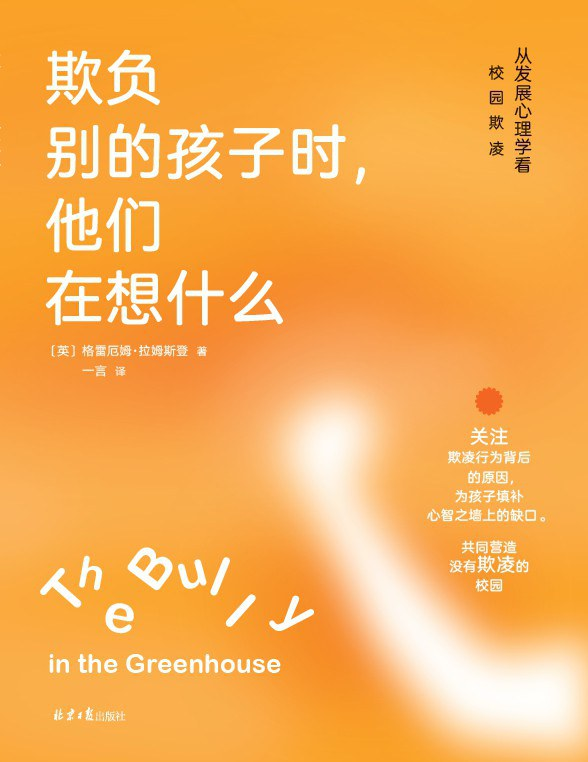 欺负
别的孩子时，
他们
在想什么
从发展心理学看
校园欺凌
［英］格雷厄姆·拉姆斯登 著
一言 译
关注
欺凌行为背后
的原因，
为孩子填补
心智之墙上的缺口。
共同营造
没有欺凌的
校园
The Bully
in the Greenhouse
北京日报出版社